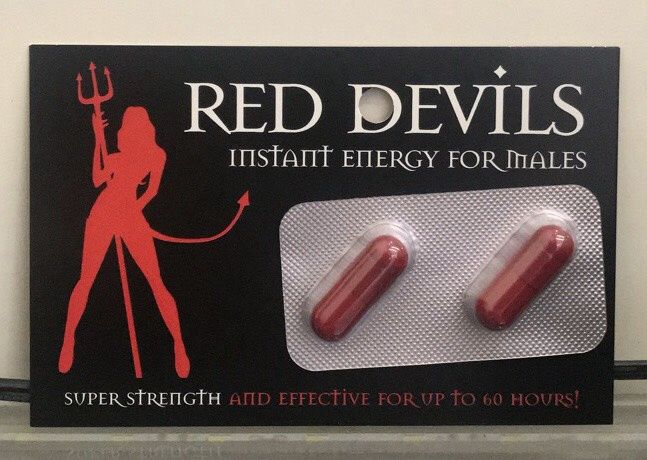 RED DEVILS
INSTANT ENERGY FOR MALES
SUPER STRENGTH AND EFFECTIVE FOR UP TO 60 HOURS!